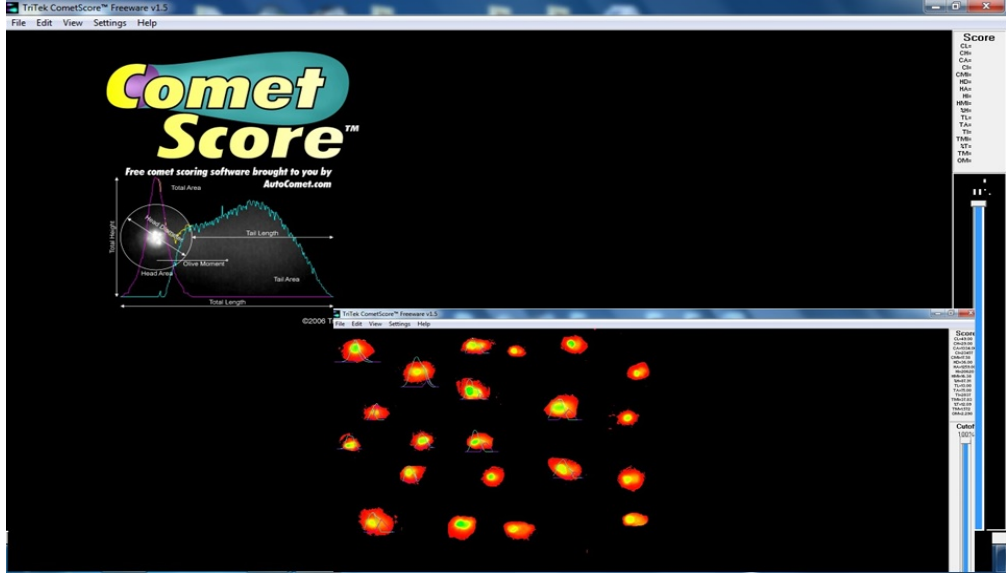 TriTek CometScore™ Freeware v1.5
File Edit View Settings Help
Comet
Score™
Free comet scoring software brought to you by
AutoComet.com
Total Area
Total Height
Head Diameter
Tail Length
Olive Moment
Head Area
Tail Area
Total Length
©2006 T
Score
CL=
CH=
CA=
CI=
CMI=
HD=
HA=
HI=
HMI=
%H=
TL=
TA=
TI=
TMI=
%T=
TM=
OM=
TriTek CometScore™ Freeware v1.5
File Edit View Settings Help
Score
Cutof
100%